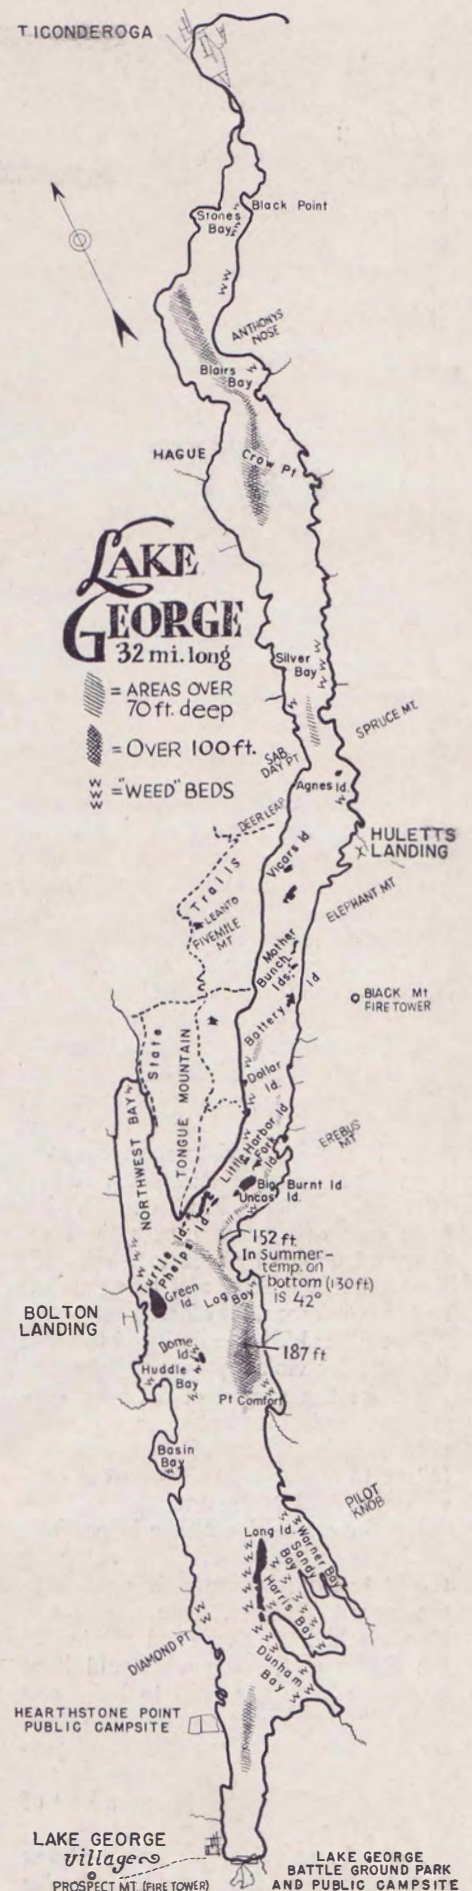 TICONDEROGA
Black Point
Stones
Bay
ANTHONYS
NOSE
Blairs
Bay
HAGUE
Crow Pt
LAKE
GEORGE
32 mi. long
= AREAS OVER
70 ft. deep
= OVER 100 ft.
= "WEED" BEDS
Silver
Bay
SPRUCE MT.
SAB
DAY PT
Agnes Id.
DEER LEAP
HULETTS
LANDING
Vicars Id
Trails
LEANTO
FIVEMILE
MT
ELEPHANT MT
Mother
Bunch
Ids.
BLACK Mt
FIRE TOWER
Battery Id
State
TONGUE MOUNTAIN
Dollar
Id.
NORTHWEST BAY
Little Harbor Id
Fork
Id.
EREBUS
MT
Big Burnt Id
Uncas Id.
Turtle Id
Phelps Id
152 ft.
In Summer-
temp. on
bottom (130 ft)
is 42°
Green
Id.
Log Bay
BOLTON
LANDING
Dome
Id.
187 ft
Huddle
Bay
Pt Comfort
Basin
Bay
PILOT
KNOB
Long Id.
Warner Bay
Sandy
Bay
Harris
Bay
Dunham
Bay
DIAMOND PT
HEARTHSTONE POINT
PUBLIC CAMPSITE
LAKE GEORGE
village
PROSPECT MT. (FIRE TOWER)
LAKE GEORGE
BATTLE GROUND PARK
AND PUBLIC CAMPSITE